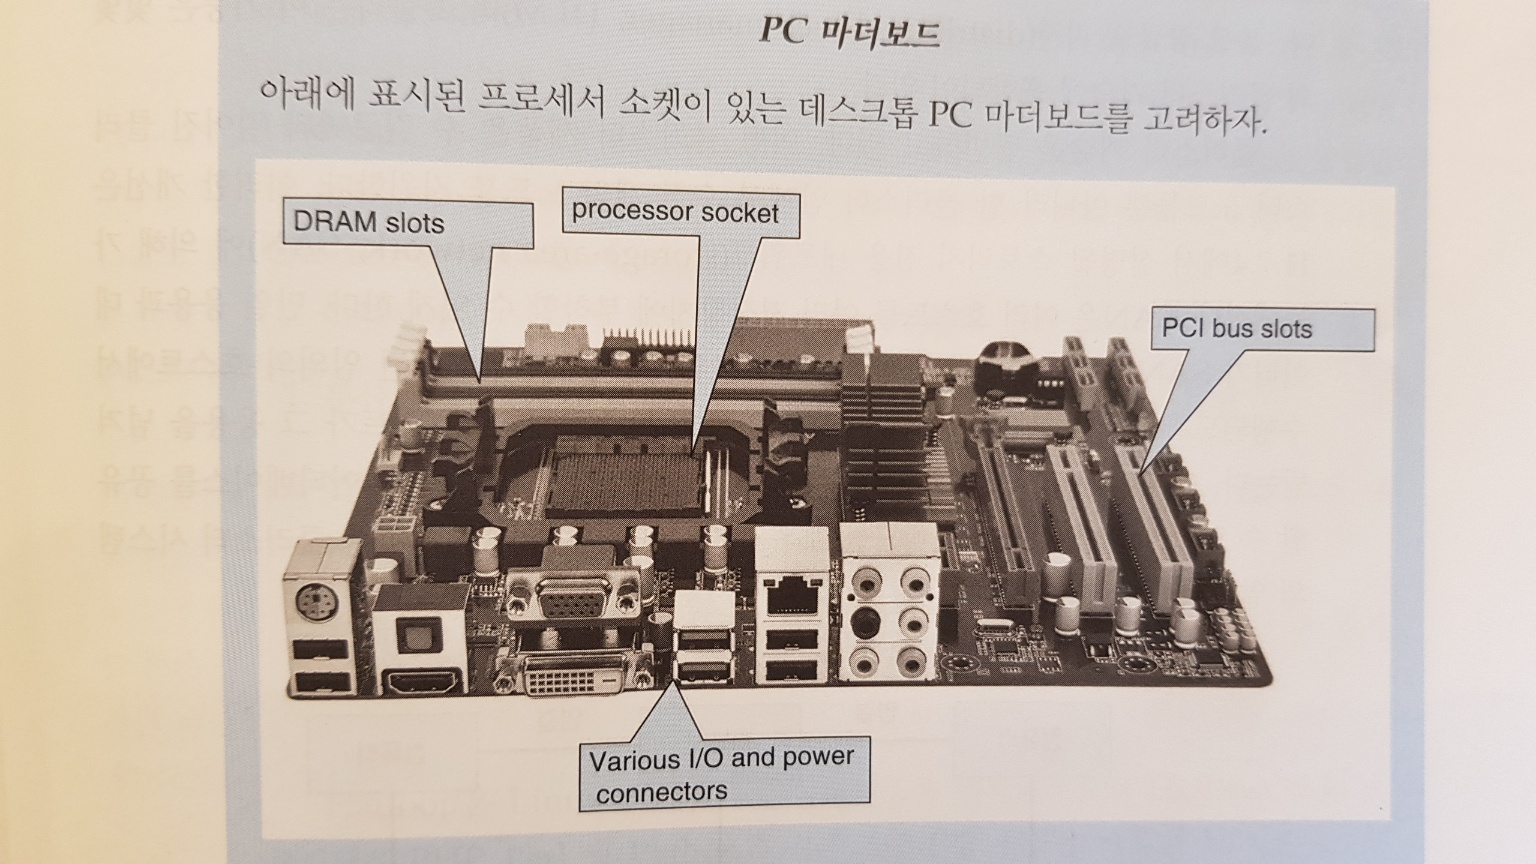 PC 마더보드
아래에 표시된 프로세서 소켓이 있는 데스크톱 PC 마더보드를 고려하자.
DRAM slots
processor socket
PCI bus slots
Various I/O and power
connectors